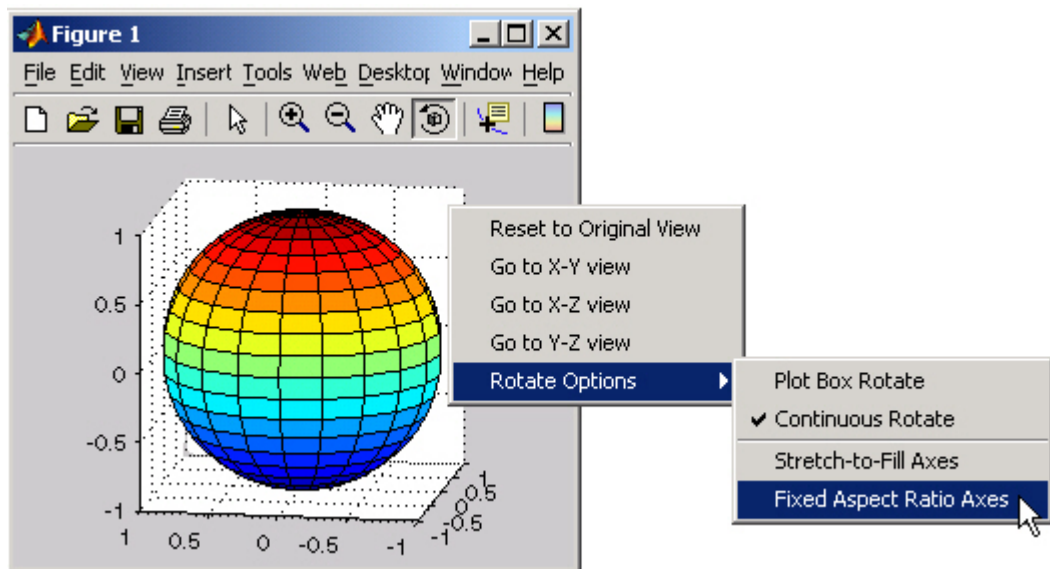 Figure 1
File Edit View Insert Tools Web Desktop Window Help
1
0.5
0
-0.5
-1
1 0.5 0 -0.5 -1
-1
-0.5
0
0.5
1
Reset to Original View
Go to X-Y view
Go to X-Z view
Go to Y-Z view
Rotate Options
Plot Box Rotate
Continuous Rotate
Stretch-to-Fill Axes
Fixed Aspect Ratio Axes